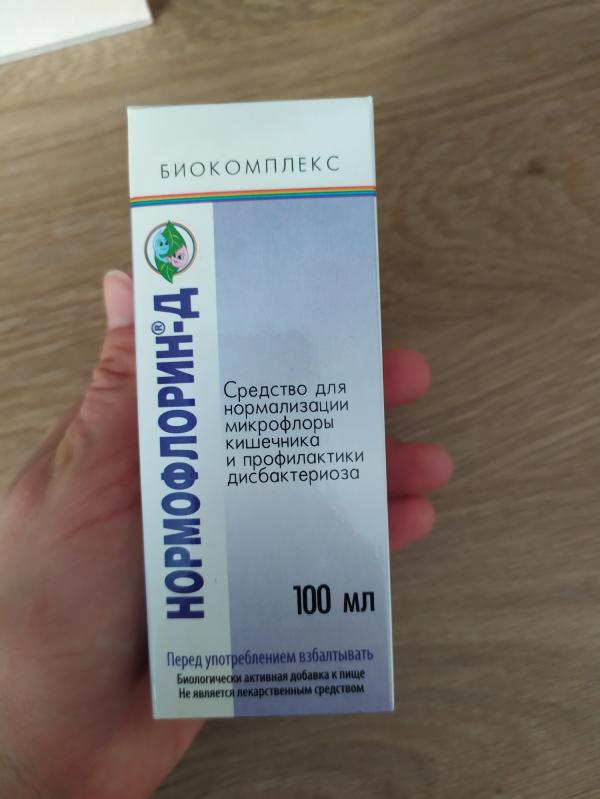 БИОКОМПЛЕКС
НОРМОФЛОРИН®-Д
Средство для
нормализации
микрофлоры
кишечника
и профилактики
дисбактериоза
100 мл
Перед употреблением взбалтывать
Биологически активная добавка к пище
Не является лекарственным средством